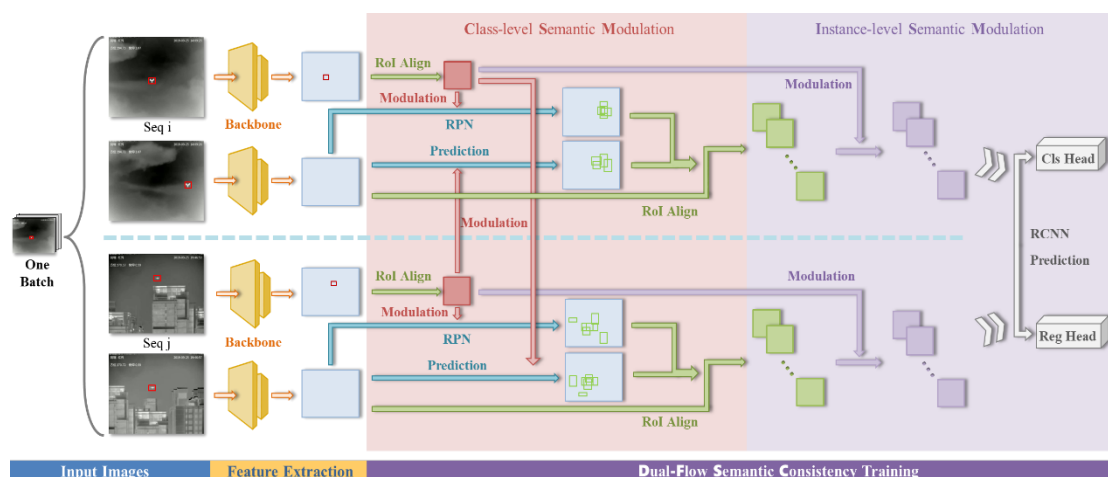 Class-level Semantic Modulation
Instance-level Semantic Modulation
RoI Align
Modulation
Modulation
Seq i
Backbone
RPN
Prediction
Cls Head
RoI Align
Modulation
One
Batch
RCNN
Prediction
RoI Align
Modulation
Modulation
Seq j
Backbone
RPN
Prediction
Reg Head
RoI Align
Input Images
Feature Extraction
Dual-Flow Semantic Consistency Training